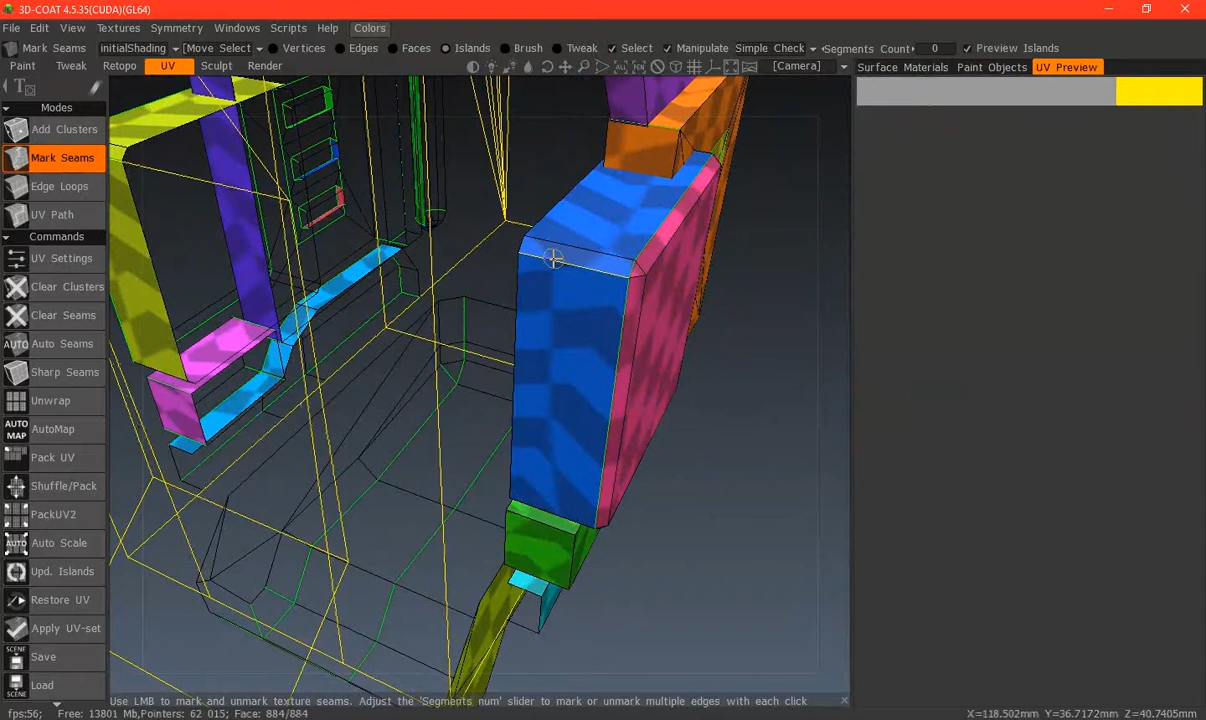 3D-COAT 4.5.35(CUDA)(GL64)
File Edit View Textures Symmetry Windows Scripts Help Colors
Mark Seams initialShading [Move Select Vertices Edges Faces Islands Brush Tweak Select Manipulate Simple Check Segments Count 0 Preview Islands
Paint Tweak Retopo UV Sculpt Render [Camera] Surface Materials Paint Objects UV Preview
Modes
Add Clusters
Mark Seams
Edge Loops
UV Path
Commands
UV Settings
Clear Clusters
Clear Seams
AUTO Auto Seams
Sharp Seams
Unwrap
AUTO MAP AutoMap
Pack UV
Shuffle/Pack
PackUV2
AUTO Auto Scale
Upd. Islands
Restore UV
Apply UV-set
SCENE Save
SCENE Load
Use LMB to mark and unmark texture seams. Adjust the 'Segments num' slider to mark or unmark multiple edges with each click
fps:56; Free: 13801 Mb,Pointers: 62 015; Face: 884/884 X=118.502mm Y=36.7172mm Z=40.7405mm